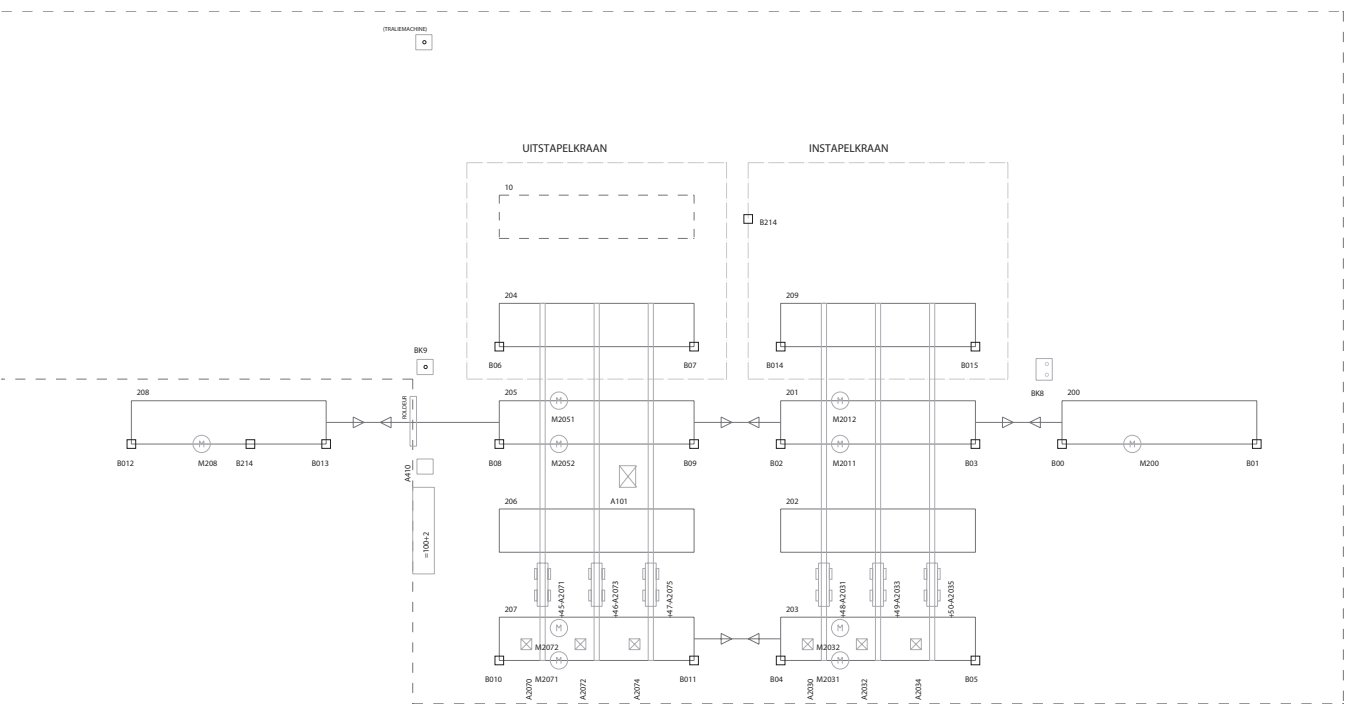 (TRALIEMACHINE)
UITSTAPELKRAAN
INSTAPELKRAAN
10
B214
204
209
B06
B07
B014
B015
BK9
BK8
208
ROLDEUR
205
201
200
M2051
M2012
B012
M208
B214
B013
B08
M2052
B09
B02
M2011
B03
B00
M200
B01
A410
A101
206
202
=100+2
+45-A2071
+46-A2073
+47-A2075
+48-A2031
+49-A2033
+50-A2035
207
203
M2072
M2032
B010
A2070
M2071
A2072
A2074
B011
B04
A2030
M2031
A2032
A2034
B05
M
M
M
M
M
M
M
M
M
M